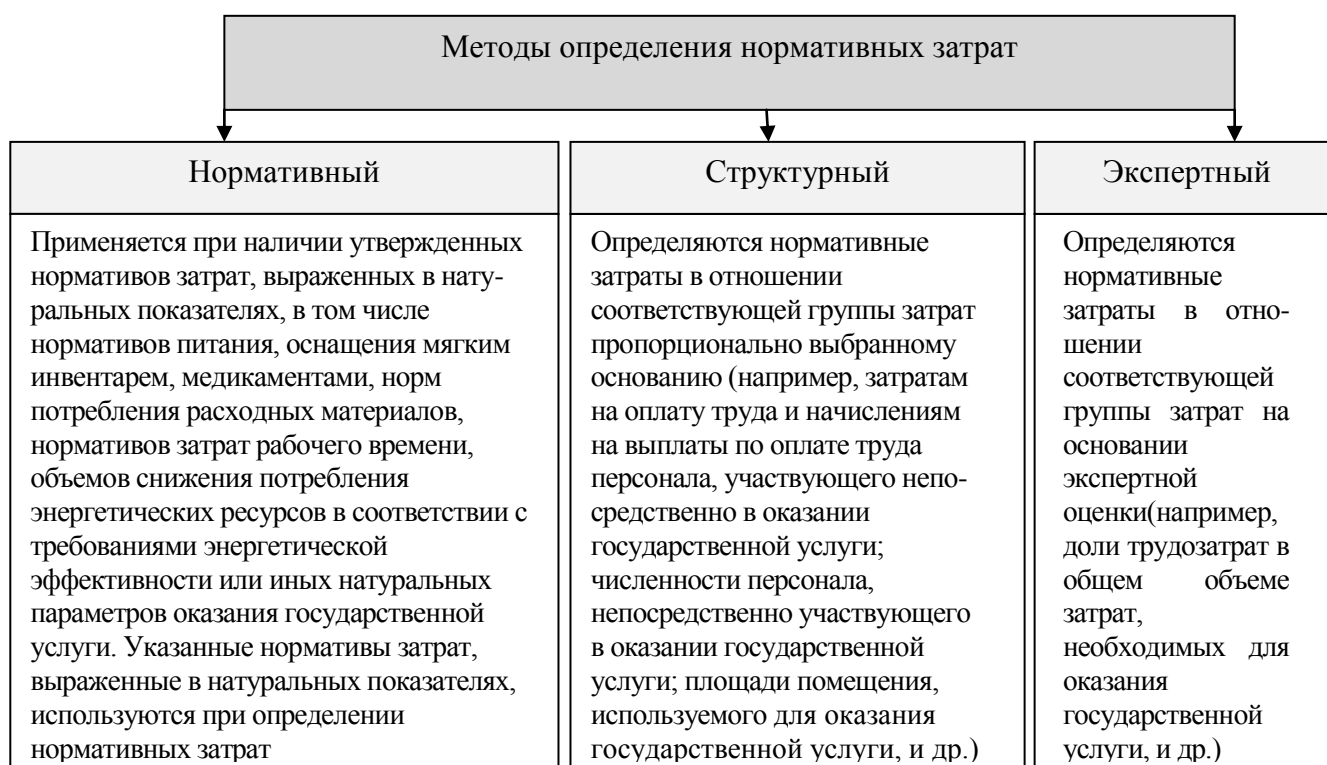 Методы определения нормативных затрат
Нормативный
Применяется при наличии утвержденных
нормативов затрат, выраженных в нату-
ральных показателях, в том числе
нормативов питания, оснащения мягким
инвентарем, медикаментами, норм
потребления расходных материалов,
нормативов затрат рабочего времени,
объемов снижения потребления
энергетических ресурсов в соответствии с
требованиями энергетической
эффективности или иных натуральных
параметров оказания государственной
услуги. Указанные нормативы затрат,
выраженные в натуральных показателях,
используются при определении
нормативных затрат
Структурный
Определяются нормативные
затраты в отношении
соответствующей группы затрат
пропорционально выбранному
основанию (например, затратам
на оплату труда и начислениям
на выплаты по оплате труда
персонала, участвующего непо-
средственно в оказании
государственной услуги;
численности персонала,
непосредственно участвующего
в оказании государственной
услуги; площади помещения,
используемого для оказания
государственной услуги, и др.)
Экспертный
Определяются
нормативные
затраты в отно-
шении
соответствующей
группы затрат на
основании
экспертной
оценки(например,
доли трудозатрат в
общем объеме
затрат,
необходимых для
оказания
государственной
услуги, и др.)